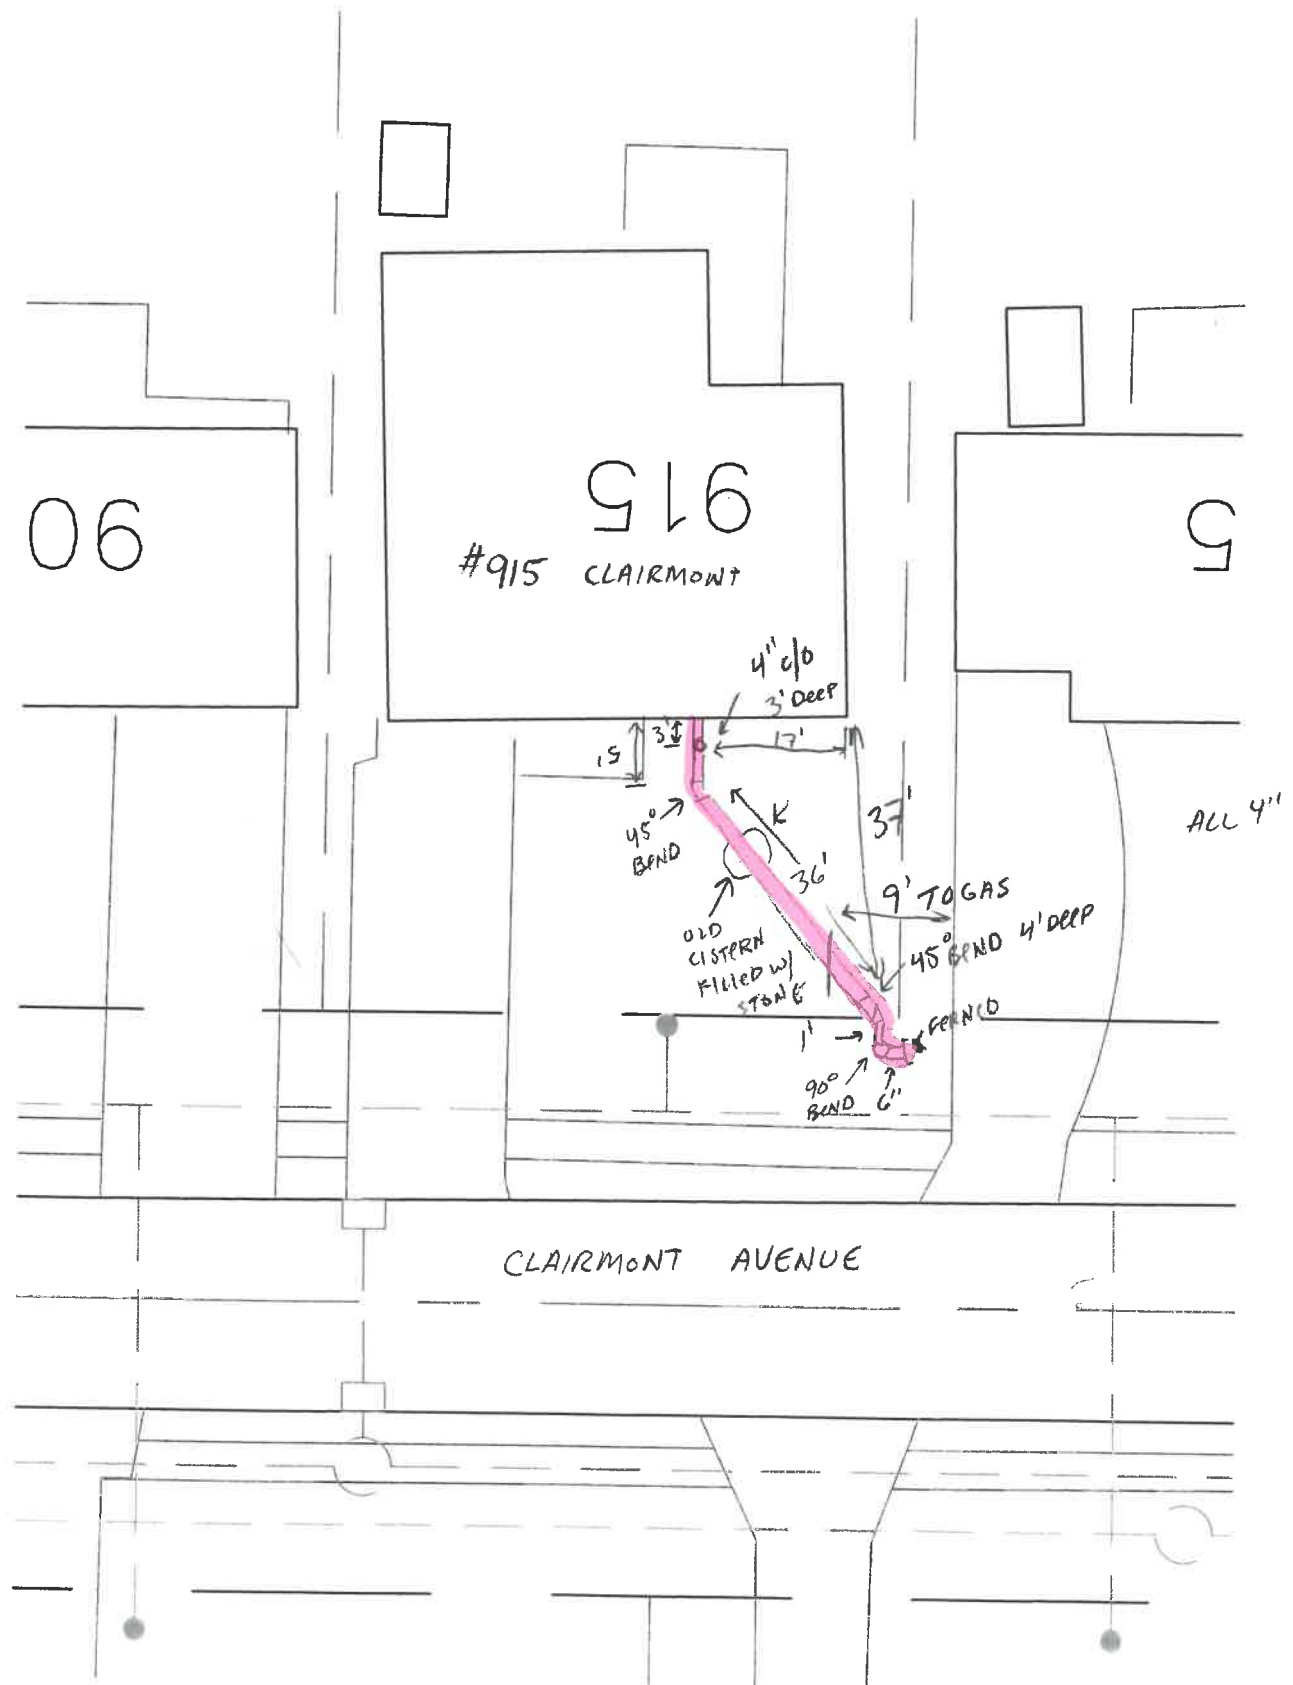 90
915
5
#915 CLAIRMONT
4" c/o
3' DEEP
3'
17'
15
45°
BEND
K
36'
37'
ALL 4"
9' TO GAS
45° BEND 4' DEEP
OLD
CISTERN
FILLED W/
STONE
FERNCO
1'
90°
BEND
6"
CLAIRMONT AVENUE